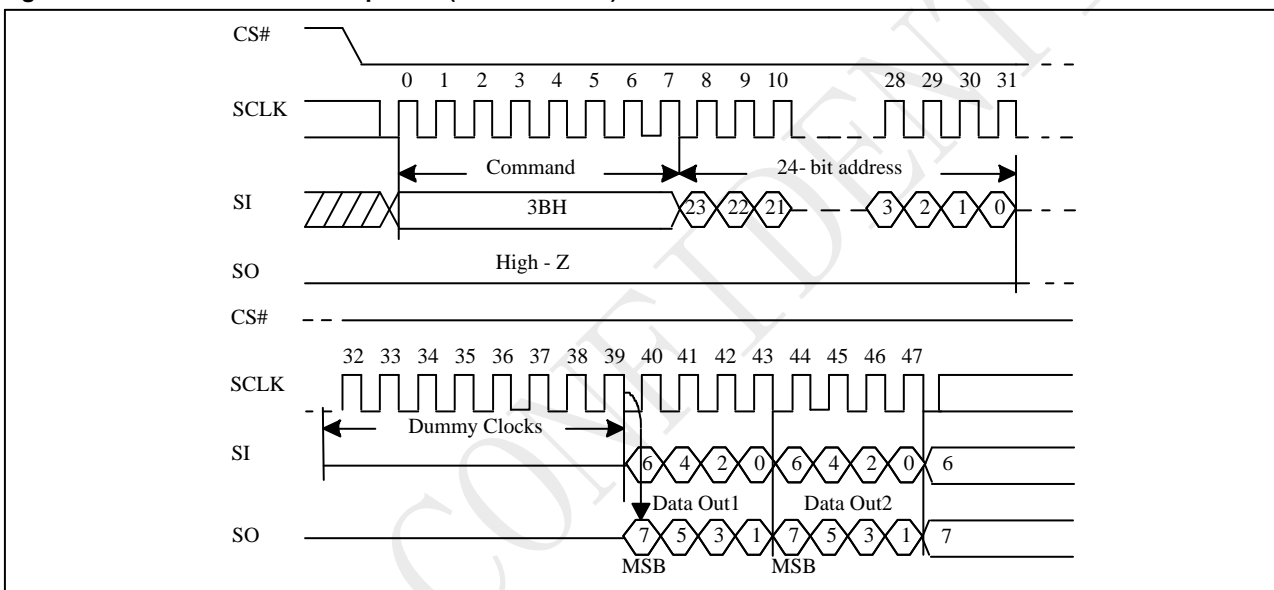 CS#
0 1 2 3 4 5 6 7 8 9 10 28 29 30 31
SCLK
Command 24- bit address
SI 3BH 23 22 21 3 2 1 0
SO High - Z
CS#
32 33 34 35 36 37 38 39 40 41 42 43 44 45 46 47
SCLK
Dummy Clocks
SI 6 4 2 0 6 4 2 0 6
Data Out1 Data Out2
SO 7 5 3 1 7 5 3 1 7
MSB MSB
CONFIDENT